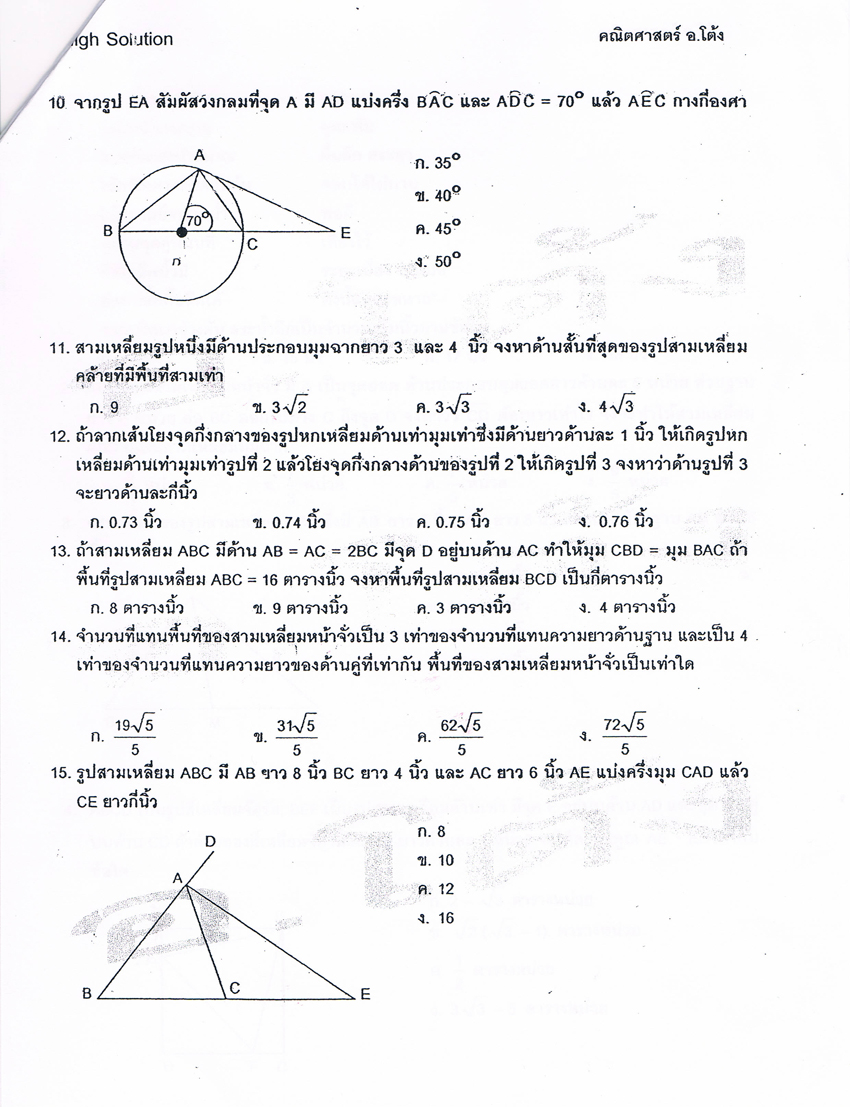 igh Solution
คณิตศาสตร์ อ.โต้ง
10. จากรูป EA สัมผัสวงกลมที่จุด A มี AD แบ่งครึ่ง BÂC และ AD̂C = 70° แล้ว AÊC กางกี่องศา
A
B
70°
C
E
D
ก. 35°
ข. 40°
ค. 45°
ง. 50°
11. สามเหลี่ยมรูปหนึ่งมีด้านประกอบมุมฉากยาว 3 และ 4 นิ้ว จงหาด้านสั้นที่สุดของรูปสามเหลี่ยม
คล้ายที่มีพื้นที่สามเท่า
ก. 9 ข. 3√2 ค. 3√3 ง. 4√3
12. ถ้าลากเส้นโยงจุดกึ่งกลางของรูปหกเหลี่ยมด้านเท่ามุมเท่าซึ่งมีด้านยาวด้านละ 1 นิ้ว ให้เกิดรูปหก
เหลี่ยมด้านเท่ามุมเท่ารูปที่ 2 แล้วโยงจุดกึ่งกลางด้านของรูปที่ 2 ให้เกิดรูปที่ 3 จงหาว่าด้านรูปที่ 3
จะยาวด้านละกี่นิ้ว
ก. 0.73 นิ้ว ข. 0.74 นิ้ว ค. 0.75 นิ้ว ง. 0.76 นิ้ว
13. ถ้าสามเหลี่ยม ABC มีด้าน AB = AC = 2BC มีจุด D อยู่บนด้าน AC ทำให้มุม CBD = มุม BAC ถ้า
พื้นที่รูปสามเหลี่ยม ABC = 16 ตารางนิ้ว จงหาพื้นที่รูปสามเหลี่ยม BCD เป็นกี่ตารางนิ้ว
ก. 8 ตารางนิ้ว ข. 9 ตารางนิ้ว ค. 3 ตารางนิ้ว ง. 4 ตารางนิ้ว
14. จำนวนที่แทนพื้นที่ของสามเหลี่ยมหน้าจั่วเป็น 3 เท่าของจำนวนที่แทนความยาวด้านฐาน และเป็น 4
เท่าของจำนวนที่แทนความยาวของด้านคู่ที่เท่ากัน พื้นที่ของสามเหลี่ยมหน้าจั่วเป็นเท่าใด
ก. 19√5/5 ข. 31√5/5 ค. 62√5/5 ง. 72√5/5
15. รูปสามเหลี่ยม ABC มี AB ยาว 8 นิ้ว BC ยาว 4 นิ้ว และ AC ยาว 6 นิ้ว AE แบ่งครึ่งมุม CAD แล้ว
CE ยาวกี่นิ้ว
D
A
B
C
E
ก. 8
ข. 10
ค. 12
ง. 16
อ. โต้ง
อ. โต้ง